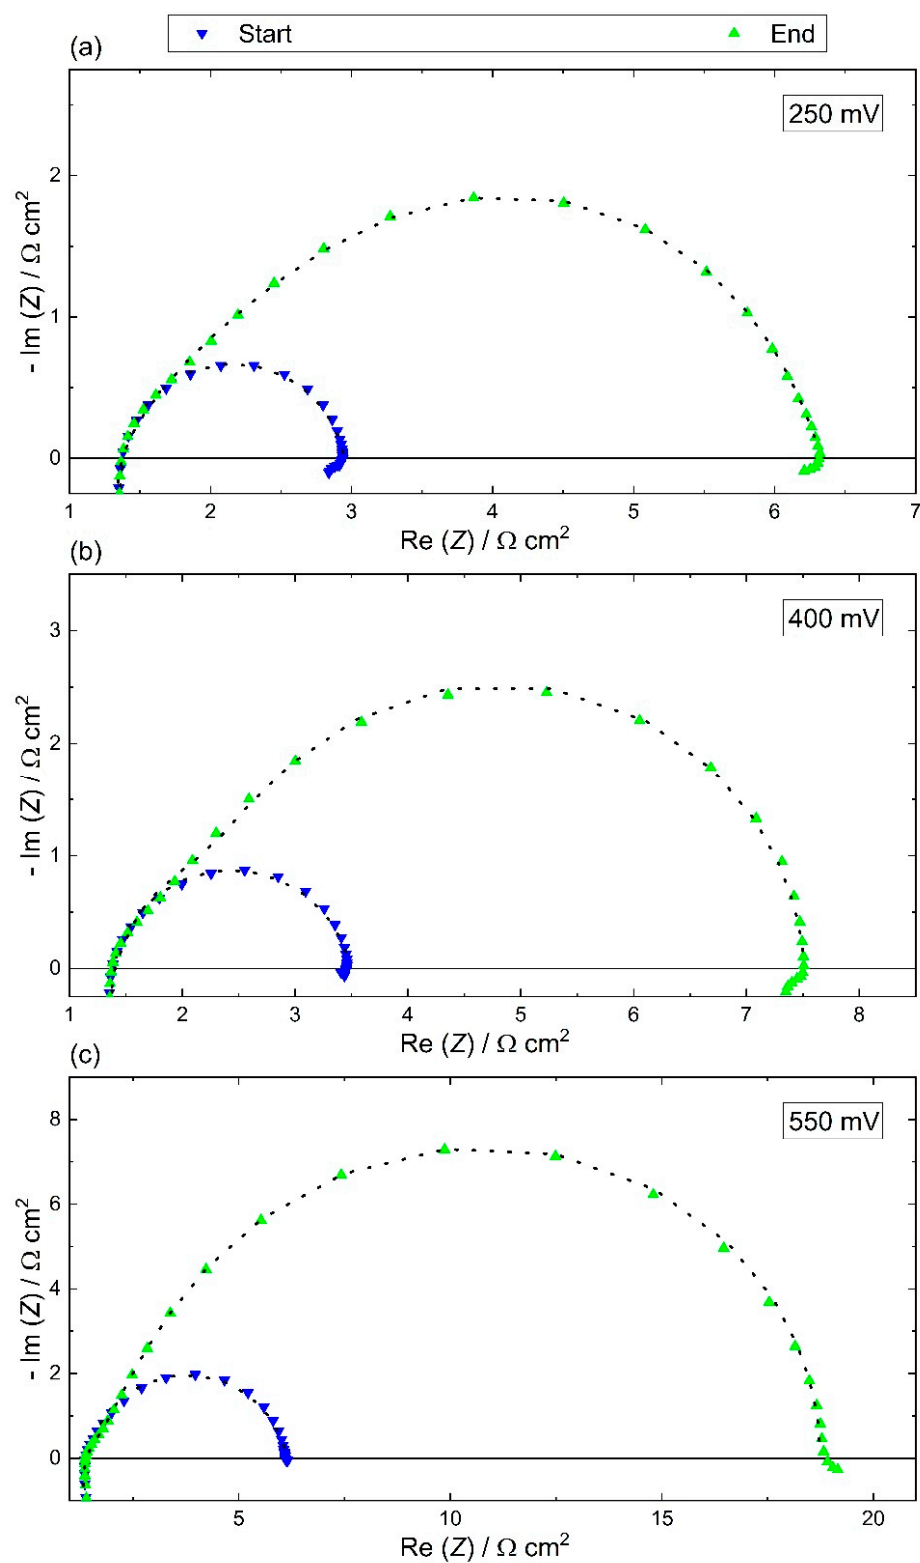 Start End
(a)
250 mV
2
1
0
- Im (Z) / Ω cm²
1 2 3 4 5 6 7
Re (Z) / Ω cm²
(b)
400 mV
3
2
1
0
- Im (Z) / Ω cm²
1 2 3 4 5 6 7 8
Re (Z) / Ω cm²
(c)
550 mV
8
6
4
2
0
- Im (Z) / Ω cm²
5 10 15 20
Re (Z) / Ω cm²